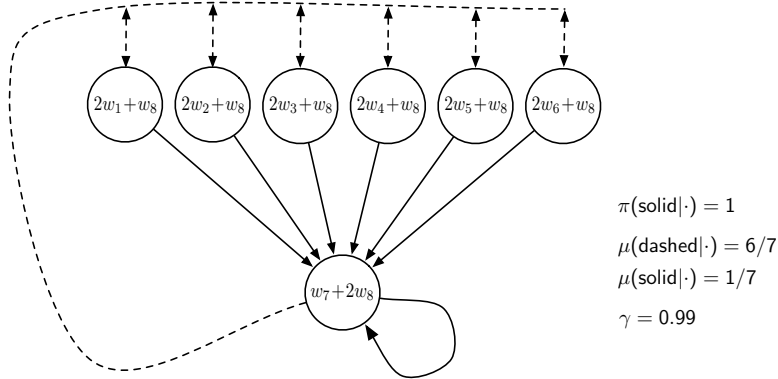 2w₁+w₈ 2w₂+w₈ 2w₃+w₈ 2w₄+w₈ 2w₅+w₈ 2w₆+w₈
π(solid|·) = 1
μ(dashed|·) = 6/7
μ(solid|·) = 1/7
w₇+2w₈
γ = 0.99